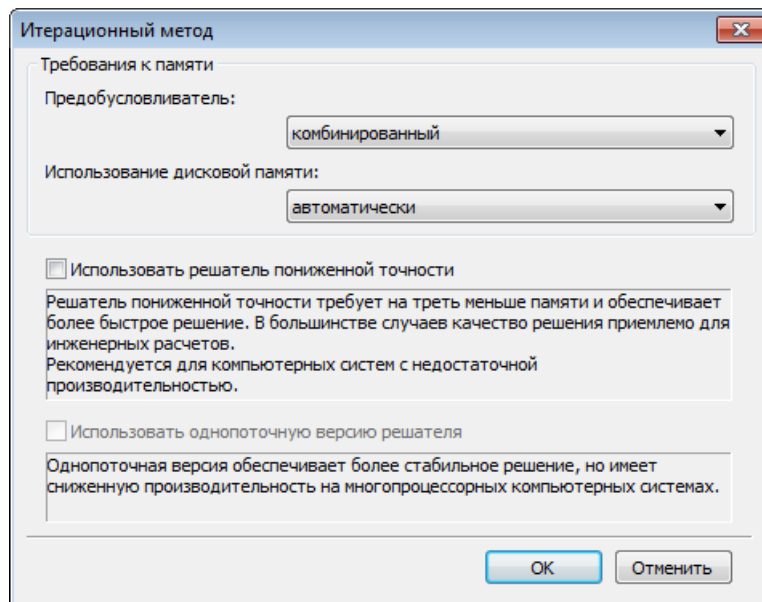 Итерационный метод
Требования к памяти
Предобусловливатель:
комбинированный
Использование дисковой памяти:
автоматически
Использовать решатель пониженной точности
Решатель пониженной точности требует на треть меньше памяти и обеспечивает
более быстрое решение. В большинстве случаев качество решения приемлемо для
инженерных расчетов.
Рекомендуется для компьютерных систем с недостаточной
производительностью.
Использовать однопоточную версию решателя
Однопоточная версия обеспечивает более стабильное решение, но имеет
сниженную производительность на многопроцессорных компьютерных системах.
ОК
Отменить